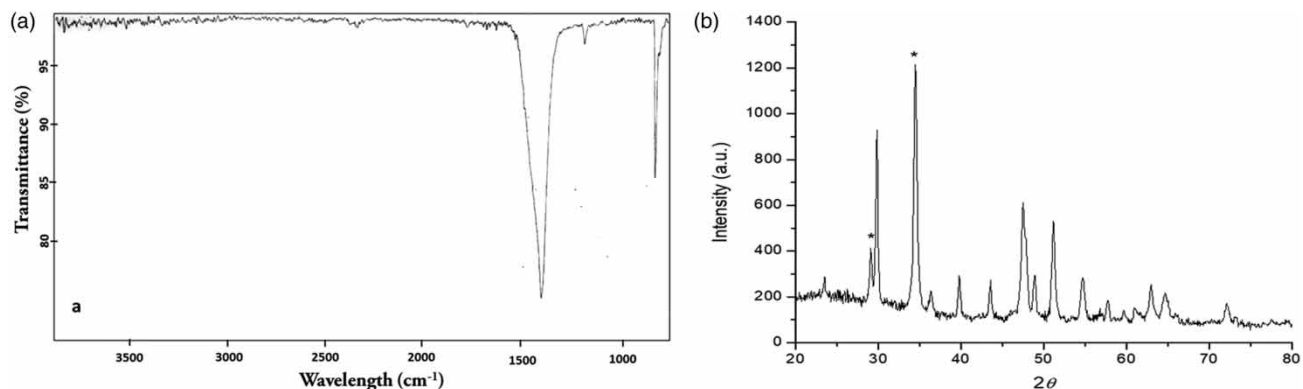 (a)
95
90
85
80
Transmittance (%)
a
3500 3000 2500 2000 1500 1000
Wavelength (cm⁻¹)
(b)
1400
1200
1000
800
600
400
200
0
Intensity (a.u.)
*
*
20 30 40 50 60 70 80
2θ